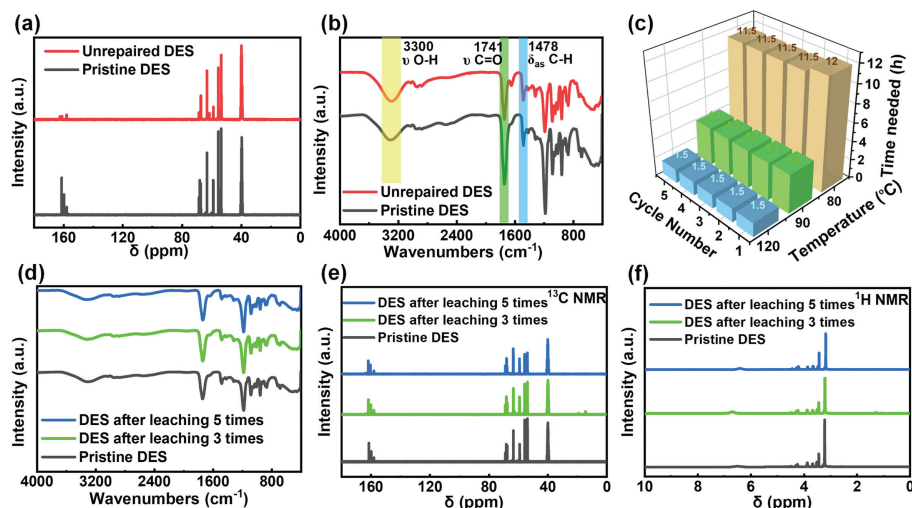 (a)
Unrepaired DES
Pristine DES
Intensity (a.u.)
160 120 80 40 0
δ (ppm)
(b)
3300
υ O-H
1741
υ C=O
1478
δas C-H
Intensity (a.u.)
Unrepaired DES
Pristine DES
4000 3200 2400 1600 800
Wavenumbers (cm-1)
(c)
11.5 11.5 11.5 11.5 12
1.5 1.5 1.5 1.5 1.5
12
10
8
6
4
2
0
Time needed (h)
80
90
120
Temperature (°C)
5 4 3 2 1
Cycle Number
(d)
Intensity (a.u.)
DES after leaching 5 times
DES after leaching 3 times
Pristine DES
4000 3200 2400 1600 800
Wavenumbers (cm-1)
(e)
13C NMR
DES after leaching 5 times
DES after leaching 3 times
Pristine DES
Intensity (a.u.)
160 120 80 40 0
δ (ppm)
(f)
1H NMR
DES after leaching 5 times
DES after leaching 3 times
Pristine DES
Intensity (a.u.)
10 8 6 4 2 0
δ (ppm)